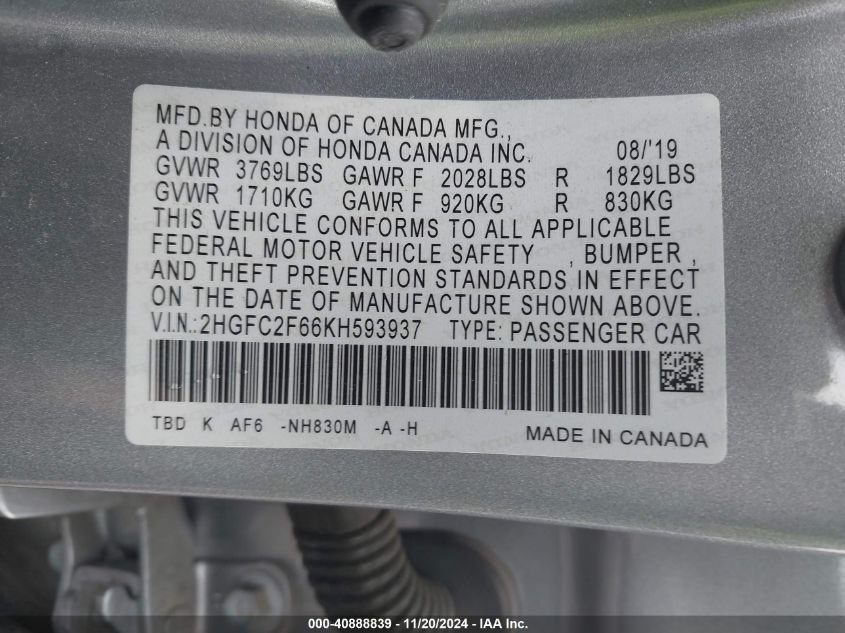 MFD.BY HONDA OF CANADA MFG.,
A DIVISION OF HONDA CANADA INC. 08/'19
GVWR 3769LBS GAWR F 2028LBS R 1829LBS
GVWR 1710KG GAWR F 920KG R 830KG
THIS VEHICLE CONFORMS TO ALL APPLICABLE
FEDERAL MOTOR VEHICLE SAFETY , BUMPER ,
AND THEFT PREVENTION STANDARDS IN EFFECT
ON THE DATE OF MANUFACTURE SHOWN ABOVE.
V.I.N.:2HGFC2F66KH593937 TYPE: PASSENGER CAR
TBD K AF6 -NH830M -A -H
MADE IN CANADA
000-40888839 - 11/20/2024 - IAA Inc.